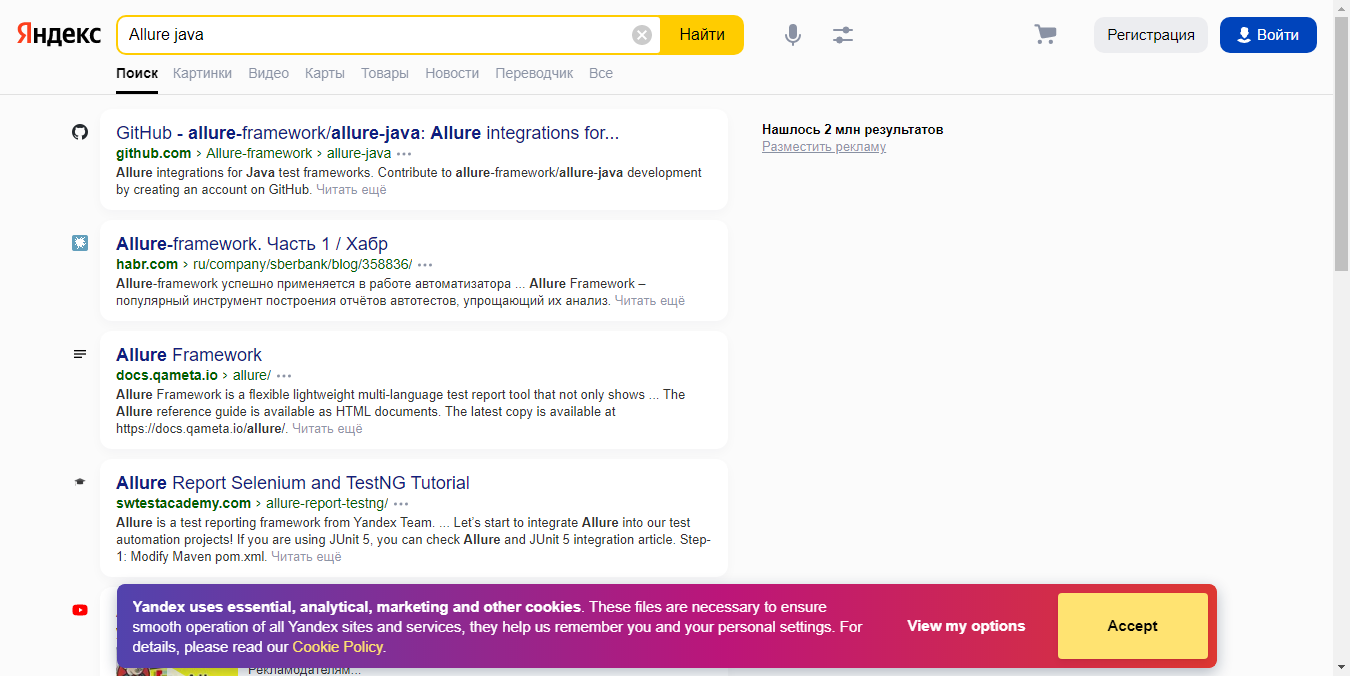 Яндекс
Allure java
Найти
Регистрация
Войти
Поиск Картинки Видео Карты Товары Новости Переводчик Все
GitHub - allure-framework/allure-java: Allure integrations for...
github.com › Allure-framework › allure-java
Allure integrations for Java test frameworks. Contribute to allure-framework/allure-java development
by creating an account on GitHub. Читать ещё
Нашлось 2 млн результатов
Разместить рекламу
Allure-framework. Часть 1 / Хабр
habr.com › ru/company/sberbank/blog/358836/
Allure-framework успешно применяется в работе автоматизатора ... Allure Framework –
популярный инструмент построения отчётов автотестов, упрощающий их анализ. Читать ещё
Allure Framework
docs.qameta.io › allure/
Allure Framework is a flexible lightweight multi-language test report tool that not only shows ... The
Allure reference guide is available as HTML documents. The latest copy is available at
https://docs.qameta.io/allure/. Читать ещё
Allure Report Selenium and TestNG Tutorial
swtestacademy.com › allure-report-testng/
Allure is a test reporting framework from Yandex Team. ... Let's start to integrate Allure into our test
automation projects! If you are using JUnit 5, you can check Allure and JUnit 5 integration article. Step-
1: Modify Maven pom.xml. Читать ещё
Yandex uses essential, analytical, marketing and other cookies. These files are necessary to ensure
smooth operation of all Yandex sites and services, they help us remember you and your personal settings. For
details, please read our Cookie Policy.
View my options
Accept
Рекламодателям...